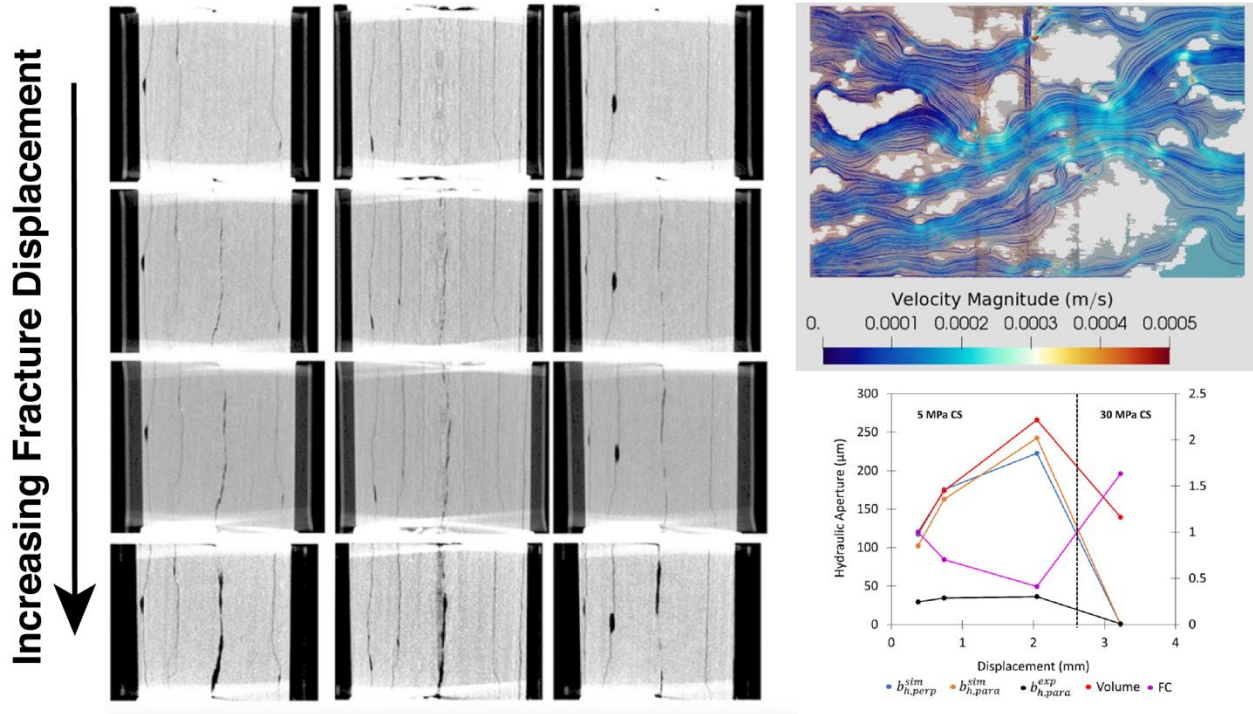 Increasing Fracture Displacement
Velocity Magnitude (m/s)
0. 0.0001 0.0002 0.0003 0.0004 0.0005
5 MPa CS 30 MPa CS
Hydraulic Aperture (µm)
300
250
200
150
100
50
0
2.5
2
1.5
1
0.5
0
0 1 2 3 4
Displacement (mm)
b_{h,perp}^{sim} b_{h,para}^{sim} b_{h,para}^{exp} Volume FC